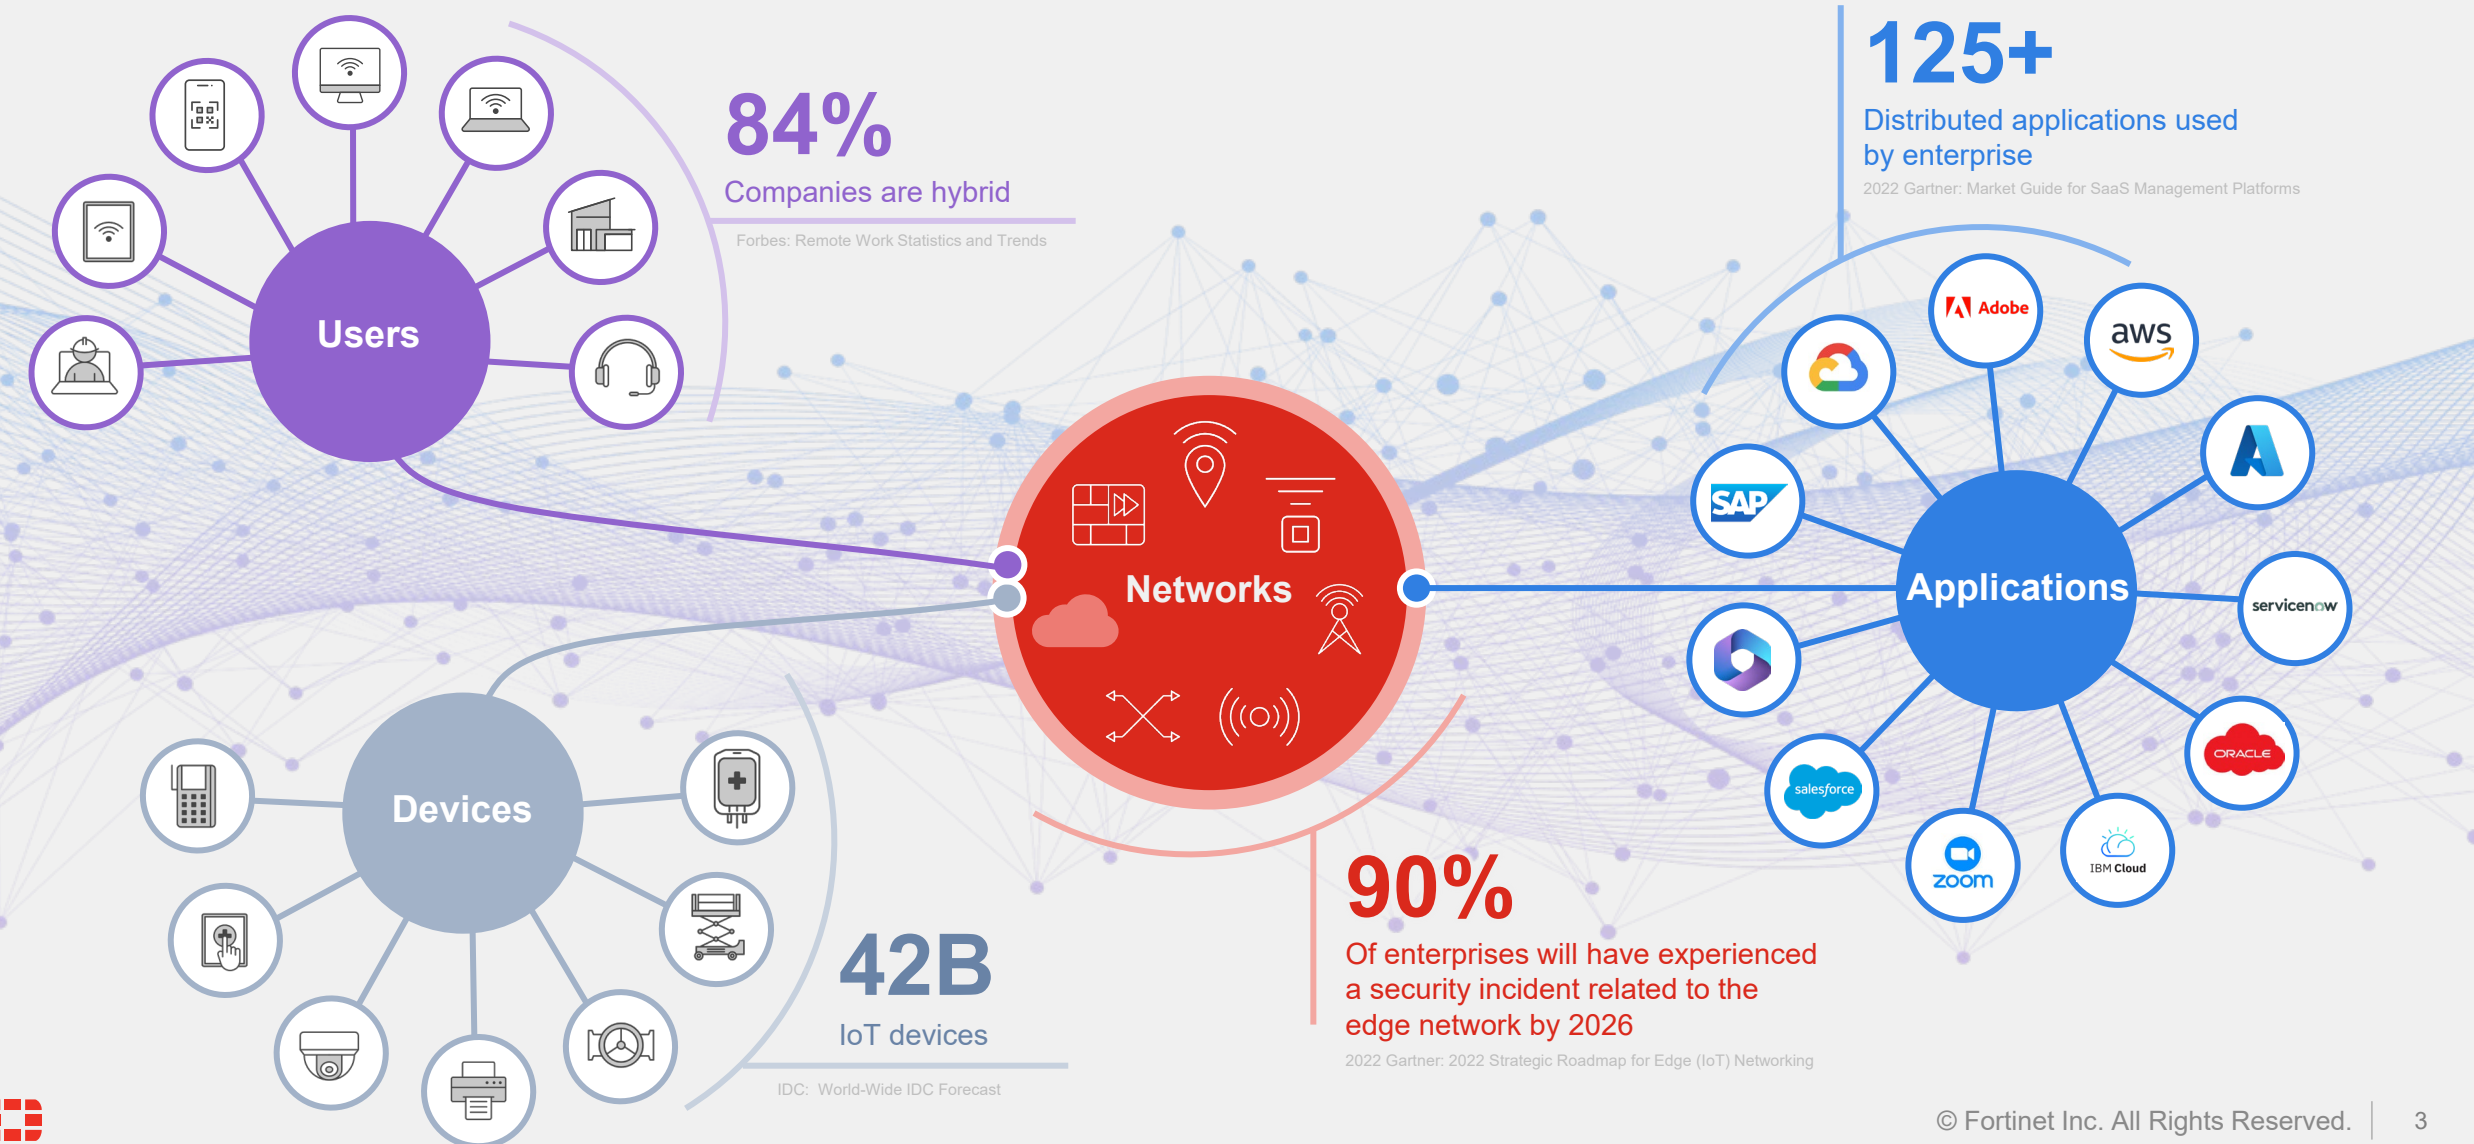 84%
Companies are hybrid
Forbes: Remote Work Statistics and Trends
Users
125+
Distributed applications used
by enterprise
2022 Gartner: Market Guide for SaaS Management Platforms
Adobe
aws
SAP
servicenow
ORACLE
IBM Cloud
zoom
salesforce
Applications
Networks
Devices
42B
IoT devices
IDC: World-Wide IDC Forecast
90%
Of enterprises will have experienced
a security incident related to the
edge network by 2026
2022 Gartner: 2022 Strategic Roadmap for Edge (IoT) Networking
© Fortinet Inc. All Rights Reserved.
3